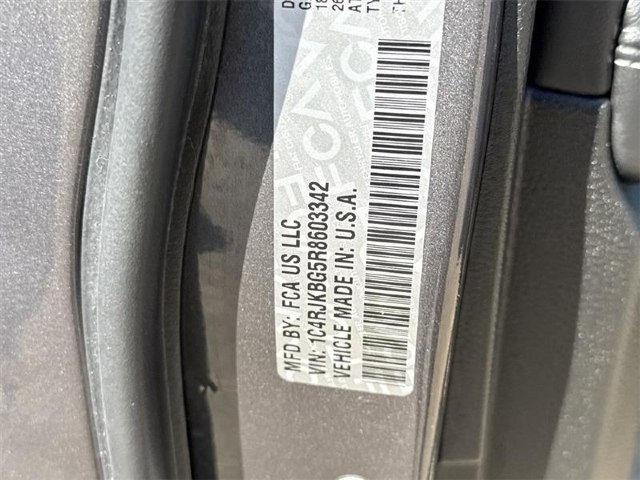 MFD BY: FCA US LLC
VIN: 1C4RJKBG5R8603342
VEHICLE MADE IN: U.S.A.